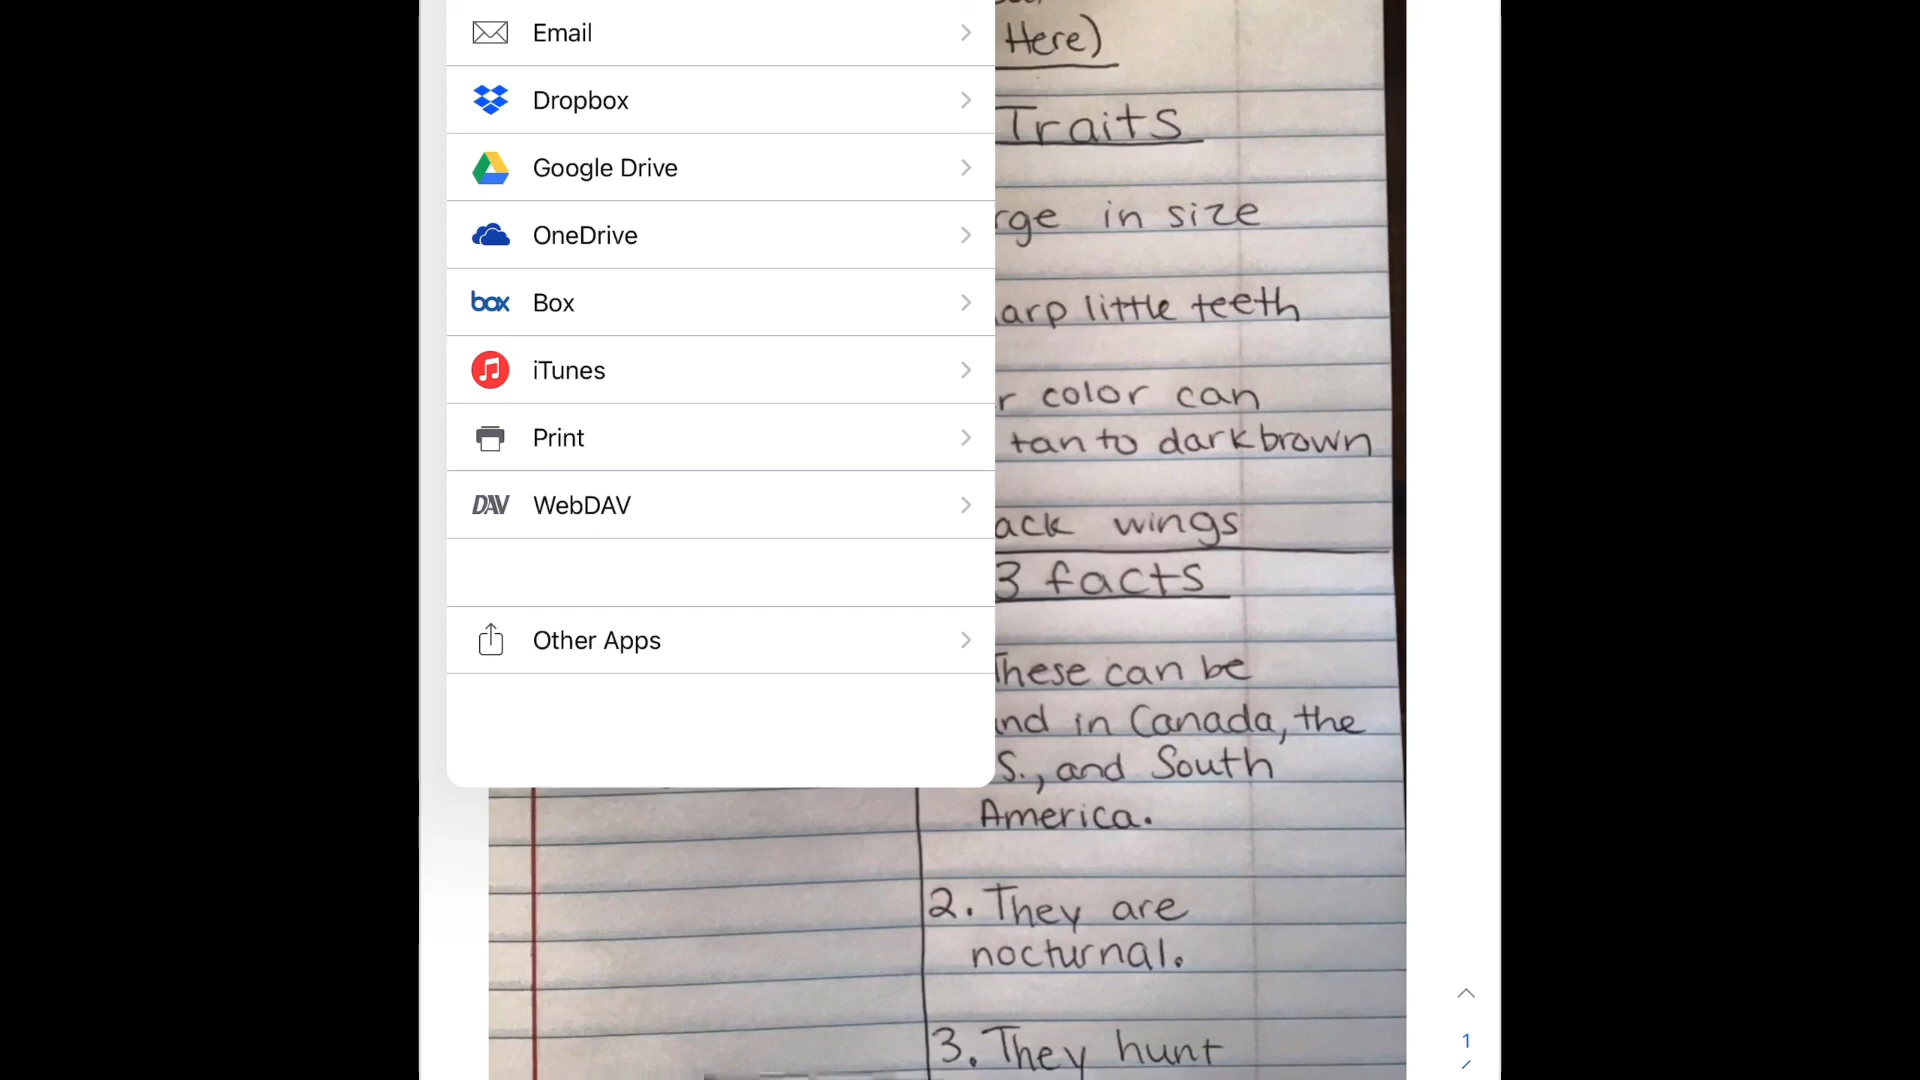 Email
Dropbox
Google Drive
OneDrive
box Box
iTunes
Print
DAV WebDAV
Other Apps
Here)
Traits
in size
little teeth
color can
tan to dark brown
wings
3 facts
These can be
in Canada, the
S., and South
America.
2. They are
nocturnal.
3. They hunt
1